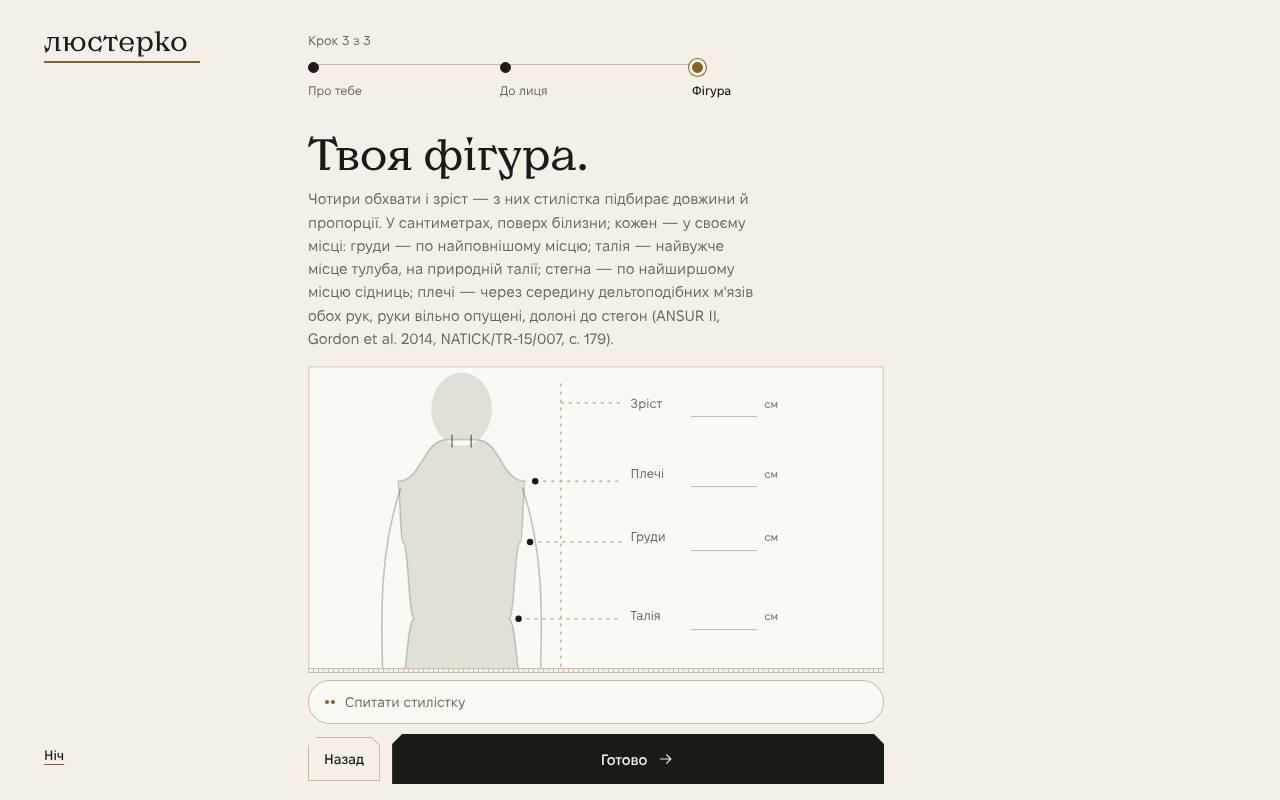 люстерко
Крок 3 з 3
Про тебе
До лиця
Фігура
Твоя фігура.
Чотири обхвати і зріст — з них стилістка підбирає довжини й
пропорції. У сантиметрах, поверх білизни; кожен — у своєму
місці: груди — по найповнішому місцю; талія — найвужче
місце тулуба, на природній талії; стегна — по найширшому
місцю сідниць; плечі — через середину дельтоподібних м'язів
обох рук, руки вільно опущені, долоні до стегон (ANSUR II,
Gordon et al. 2014, NATICK/TR-15/007, с. 179).
Зріст см
Плечі см
Груди см
Талія см
Спитати стилістку
Ніч
Назад
Готово →